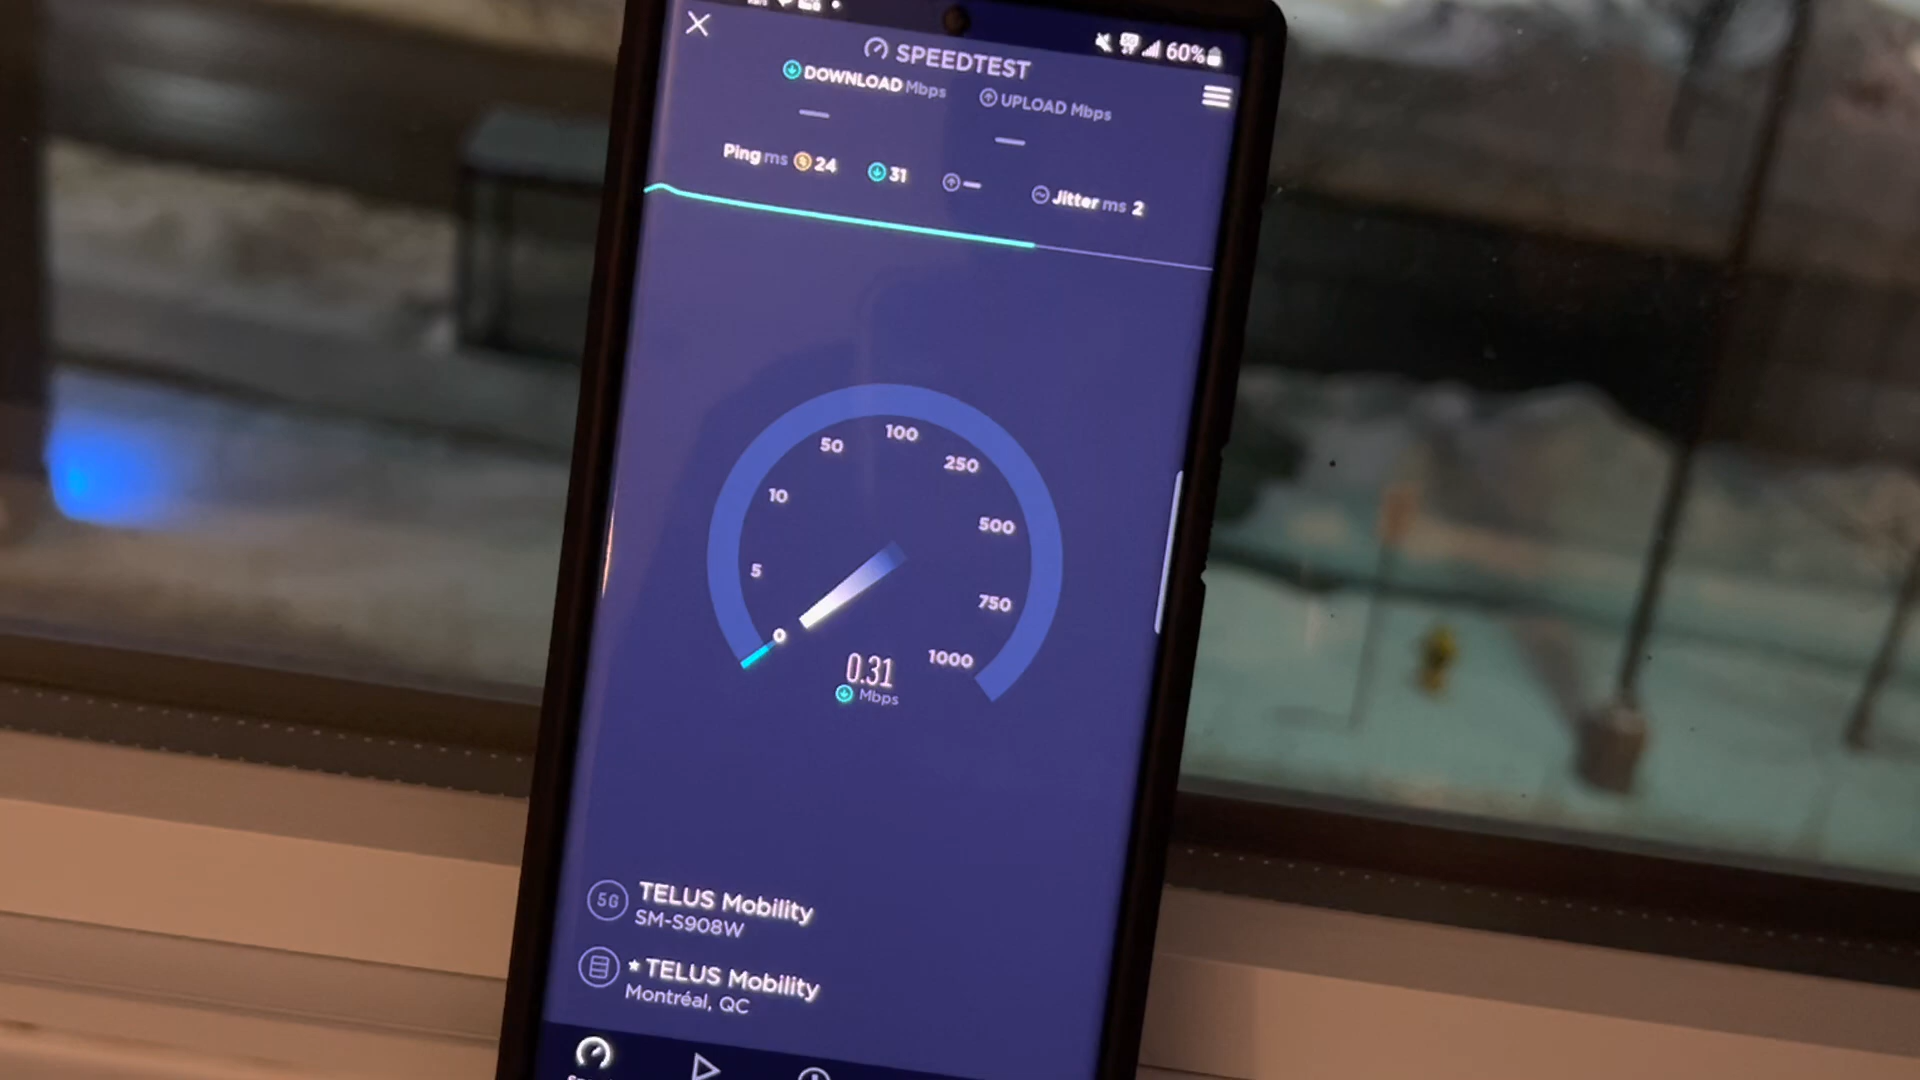 60%
SPEEDTEST
DOWNLOAD Mbps
UPLOAD Mbps
Ping ms 24 31
Jitter ms 2
100
50
250
10
500
5
750
0
1000
0.31
Mbps
5G
TELUS Mobility
SM-S908W
TELUS Mobility
Montréal, QC